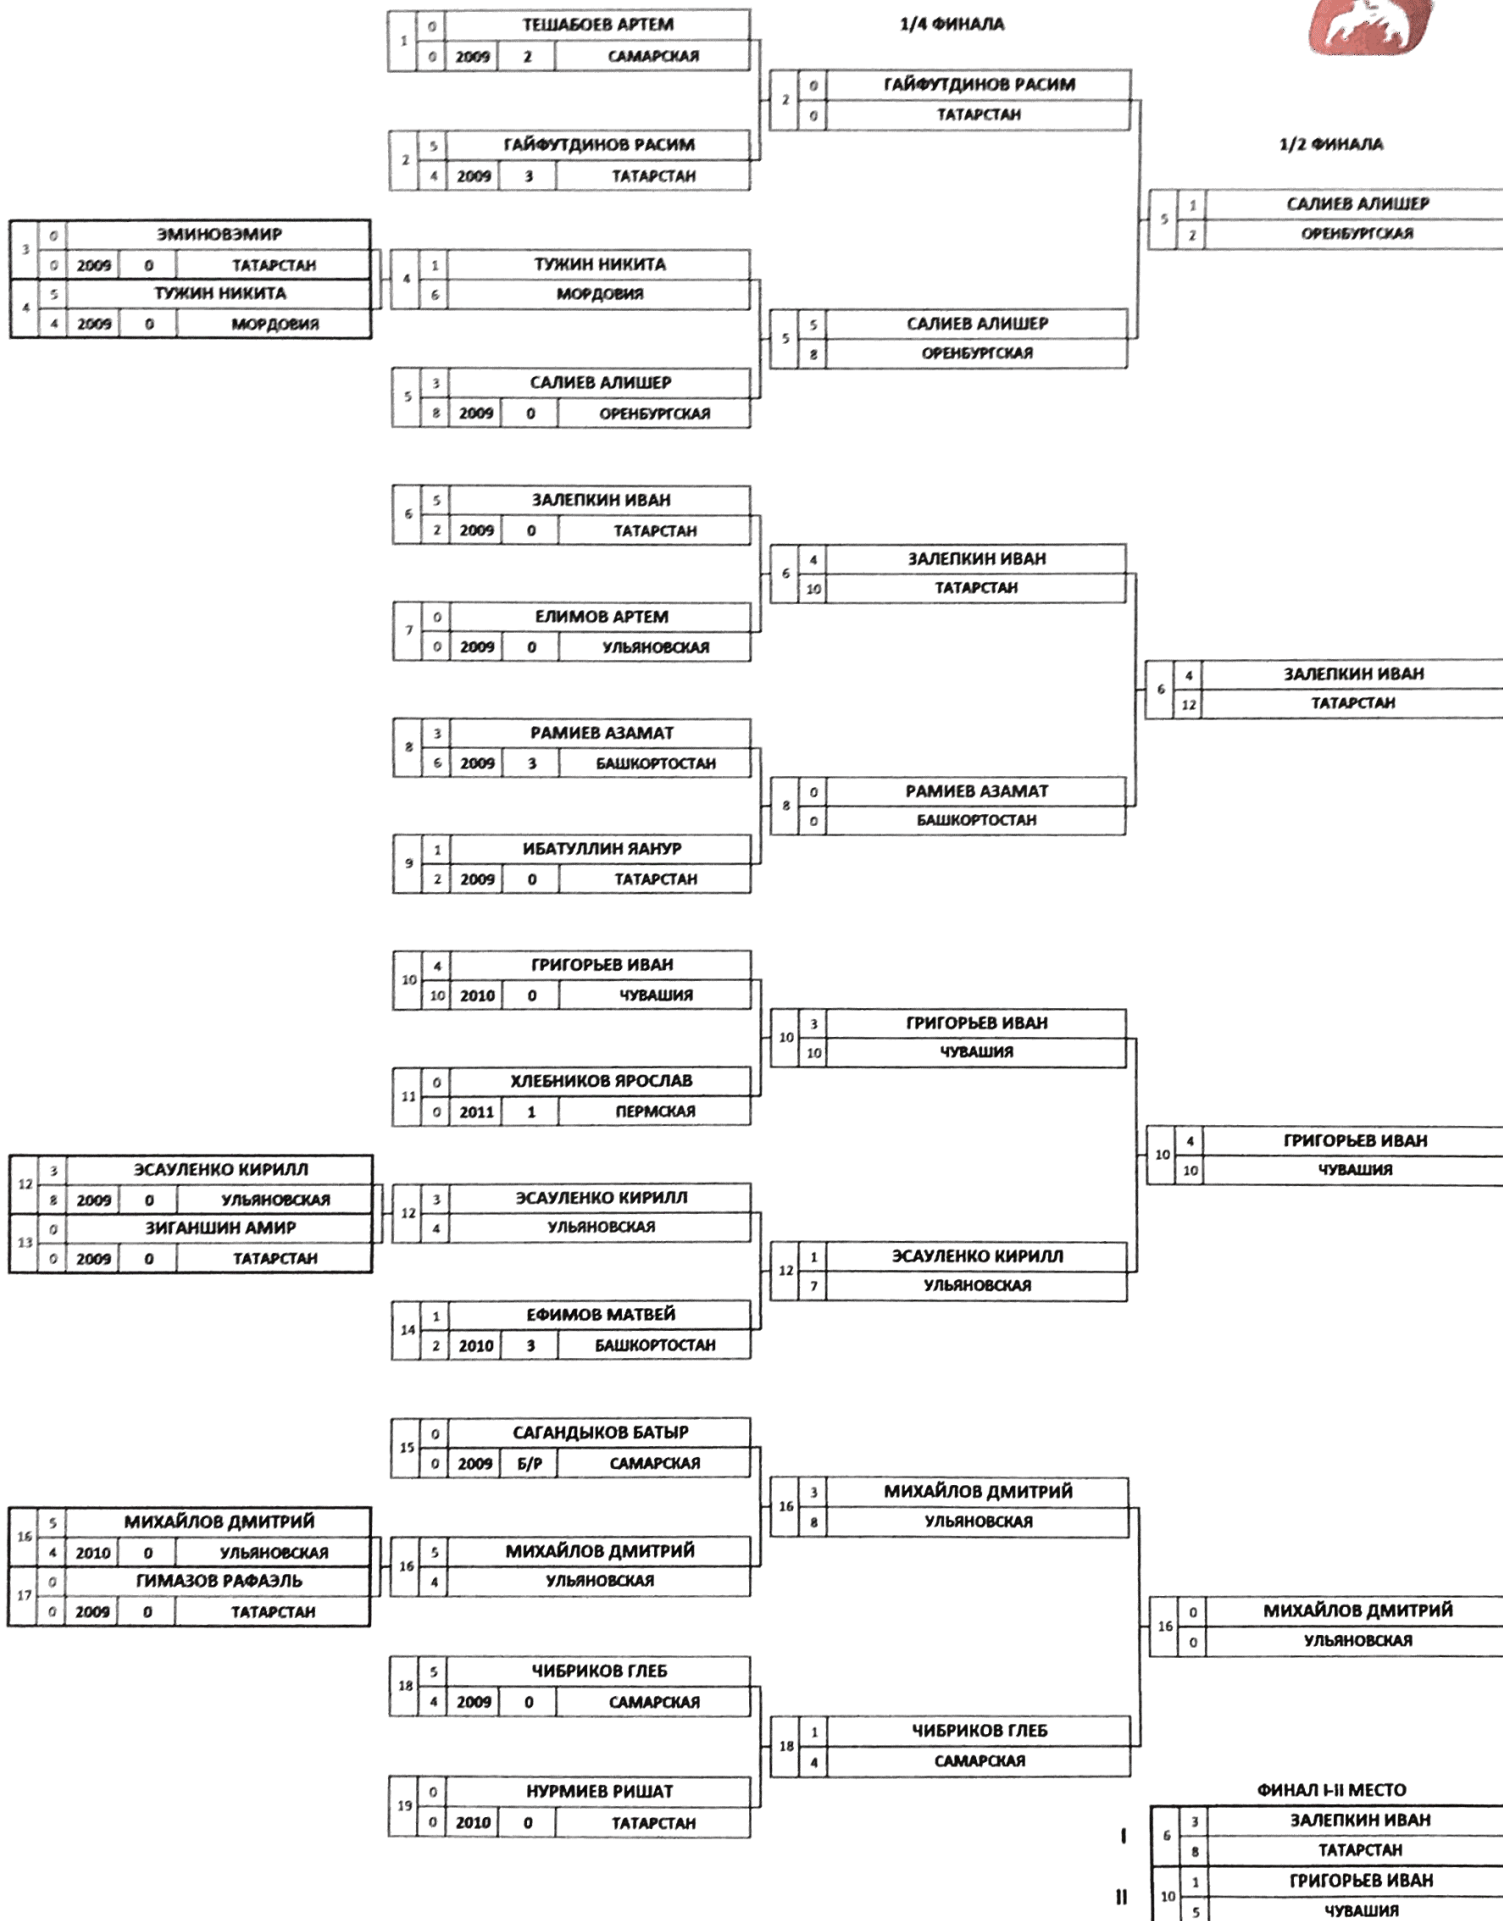 1 0 ТЕШАБОЕВ АРТЕМ
0 2009 2 САМАРСКАЯ
1/4 ФИНАЛА
2 0 ГАЙФУТДИНОВ РАСИМ
0 ТАТАРСТАН
2 5 ГАЙФУТДИНОВ РАСИМ
4 2009 3 ТАТАРСТАН
1/2 ФИНАЛА
5 1 САЛИЕВ АЛИШЕР
2 ОРЕНБУРГСКАЯ
3 0 ЭМИНОВЭМИР
0 2009 0 ТАТАРСТАН
4 5 ТУЖИН НИКИТА
4 2009 0 МОРДОВИЯ
4 1 ТУЖИН НИКИТА
6 МОРДОВИЯ
5 5 САЛИЕВ АЛИШЕР
8 ОРЕНБУРГСКАЯ
5 3 САЛИЕВ АЛИШЕР
8 2009 0 ОРЕНБУРГСКАЯ
6 5 ЗАЛЕПКИН ИВАН
2 2009 0 ТАТАРСТАН
6 4 ЗАЛЕПКИН ИВАН
10 ТАТАРСТАН
7 0 ЕЛИМОВ АРТЕМ
0 2009 0 УЛЬЯНОВСКАЯ
6 4 ЗАЛЕПКИН ИВАН
12 ТАТАРСТАН
8 3 РАМИЕВ АЗАМАТ
6 2009 3 БАШКОРТОСТАН
8 0 РАМИЕВ АЗАМАТ
0 БАШКОРТОСТАН
9 1 ИБАТУЛЛИН ЯАНУР
2 2009 0 ТАТАРСТАН
10 4 ГРИГОРЬЕВ ИВАН
10 2010 0 ЧУВАШИЯ
10 3 ГРИГОРЬЕВ ИВАН
10 ЧУВАШИЯ
11 0 ХЛЕБНИКОВ ЯРОСЛАВ
0 2011 1 ПЕРМСКАЯ
10 4 ГРИГОРЬЕВ ИВАН
10 ЧУВАШИЯ
12 3 ЭСАУЛЕНКО КИРИЛЛ
8 2009 0 УЛЬЯНОВСКАЯ
13 0 ЗИГАНШИН АМИР
0 2009 0 ТАТАРСТАН
12 3 ЭСАУЛЕНКО КИРИЛЛ
4 УЛЬЯНОВСКАЯ
12 1 ЭСАУЛЕНКО КИРИЛЛ
7 УЛЬЯНОВСКАЯ
14 1 ЕФИМОВ МАТВЕЙ
2 2010 3 БАШКОРТОСТАН
15 0 САГАНДЫКОВ БАТЫР
0 2009 Б/Р САМАРСКАЯ
16 3 МИХАЙЛОВ ДМИТРИЙ
8 УЛЬЯНОВСКАЯ
16 5 МИХАЙЛОВ ДМИТРИЙ
4 2010 0 УЛЬЯНОВСКАЯ
17 0 ГИМАЗОВ РАФАЭЛЬ
0 2009 0 ТАТАРСТАН
16 5 МИХАЙЛОВ ДМИТРИЙ
4 УЛЬЯНОВСКАЯ
16 0 МИХАЙЛОВ ДМИТРИЙ
0 УЛЬЯНОВСКАЯ
18 5 ЧИБРИКОВ ГЛЕБ
4 2009 0 САМАРСКАЯ
18 1 ЧИБРИКОВ ГЛЕБ
4 САМАРСКАЯ
19 0 НУРМИЕВ РИШАТ
0 2010 0 ТАТАРСТАН
ФИНАЛ I-II МЕСТО
I 6 3 ЗАЛЕПКИН ИВАН
8 ТАТАРСТАН
II 10 1 ГРИГОРЬЕВ ИВАН
5 ЧУВАШИЯ